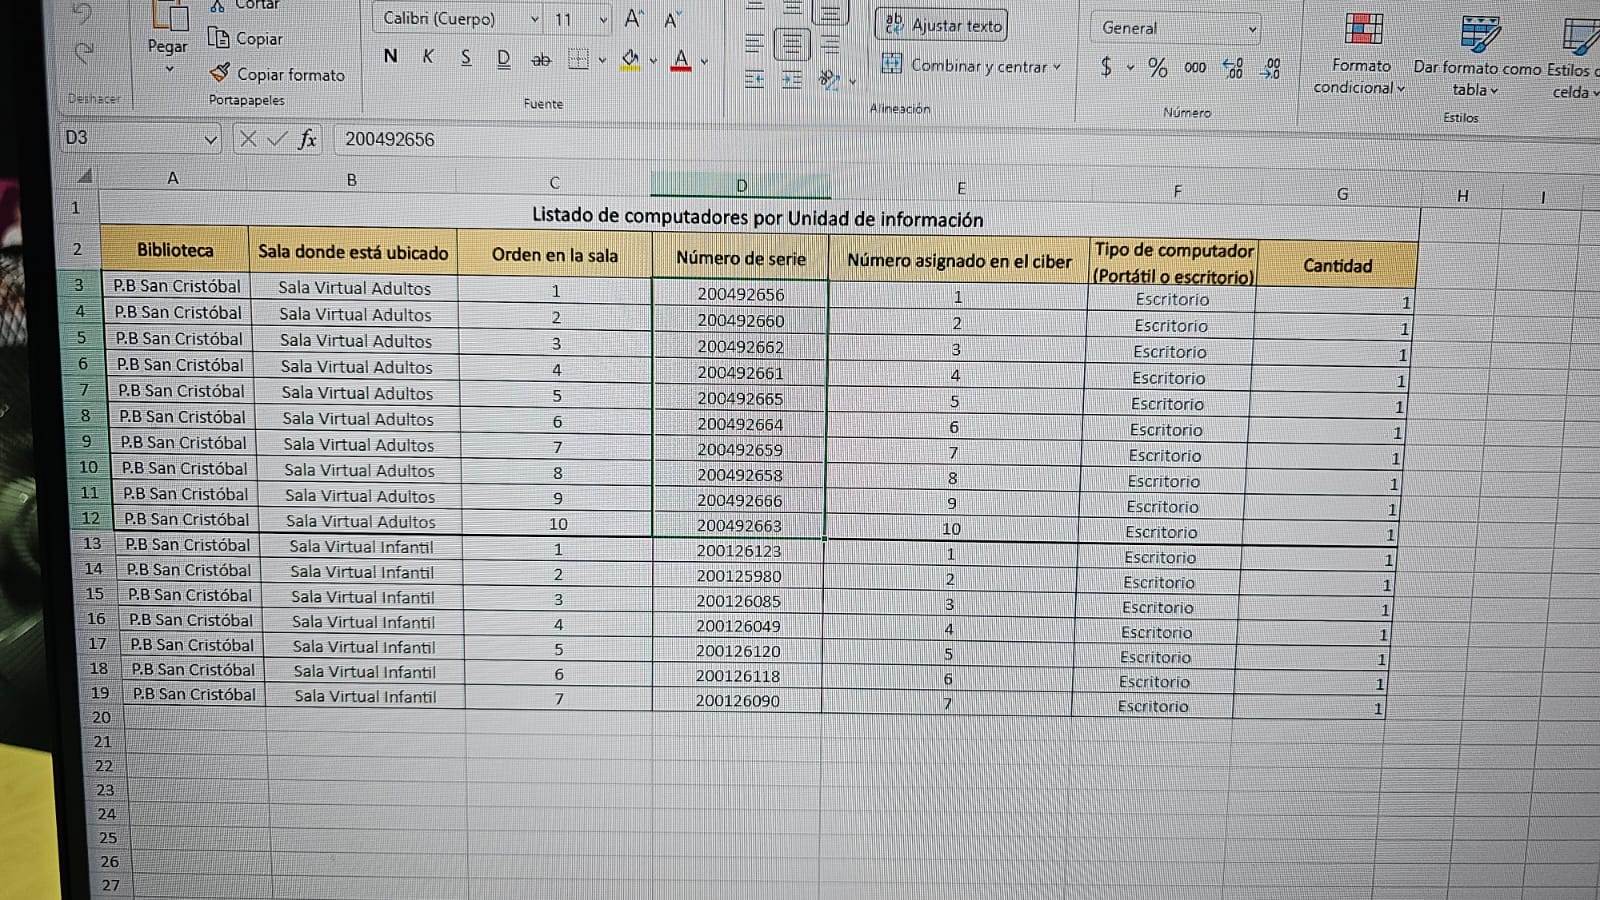 Cortar
Pegar
Copiar
Copiar formato
Deshacer
Portapapeles
Calibri (Cuerpo) 11 A A
N K S D ab A
Fuente
Ajustar texto
Combinar y centrar
Alineación
General
$ % 000
Número
Formato condicional
Dar formato como tabla
Estilos
celda
Estilos
D3 fx 200492656
A B C D E F G H I
1 Listado de computadores por Unidad de información
2 Biblioteca Sala donde está ubicado Orden en la sala Número de serie Número asignado en el ciber Tipo de computador (Portátil o escritorio) Cantidad
3 P.B San Cristóbal Sala Virtual Adultos 1 200492656 1 Escritorio 1
4 P.B San Cristóbal Sala Virtual Adultos 2 200492660 2 Escritorio 1
5 P.B San Cristóbal Sala Virtual Adultos 3 200492662 3 Escritorio 1
6 P.B San Cristóbal Sala Virtual Adultos 4 200492661 4 Escritorio 1
7 P.B San Cristóbal Sala Virtual Adultos 5 200492665 5 Escritorio 1
8 P.B San Cristóbal Sala Virtual Adultos 6 200492664 6 Escritorio 1
9 P.B San Cristóbal Sala Virtual Adultos 7 200492659 7 Escritorio 1
10 P.B San Cristóbal Sala Virtual Adultos 8 200492658 8 Escritorio 1
11 P.B San Cristóbal Sala Virtual Adultos 9 200492666 9 Escritorio 1
12 P.B San Cristóbal Sala Virtual Adultos 10 200492663 10 Escritorio 1
13 P.B San Cristóbal Sala Virtual Infantil 1 200126123 1 Escritorio 1
14 P.B San Cristóbal Sala Virtual Infantil 2 200125980 2 Escritorio 1
15 P.B San Cristóbal Sala Virtual Infantil 3 200126085 3 Escritorio 1
16 P.B San Cristóbal Sala Virtual Infantil 4 200126049 4 Escritorio 1
17 P.B San Cristóbal Sala Virtual Infantil 5 200126120 5 Escritorio 1
18 P.B San Cristóbal Sala Virtual Infantil 6 200126118 6 Escritorio 1
19 P.B San Cristóbal Sala Virtual Infantil 7 200126090 7 Escritorio 1
20
21
22
23
24
25
26
27